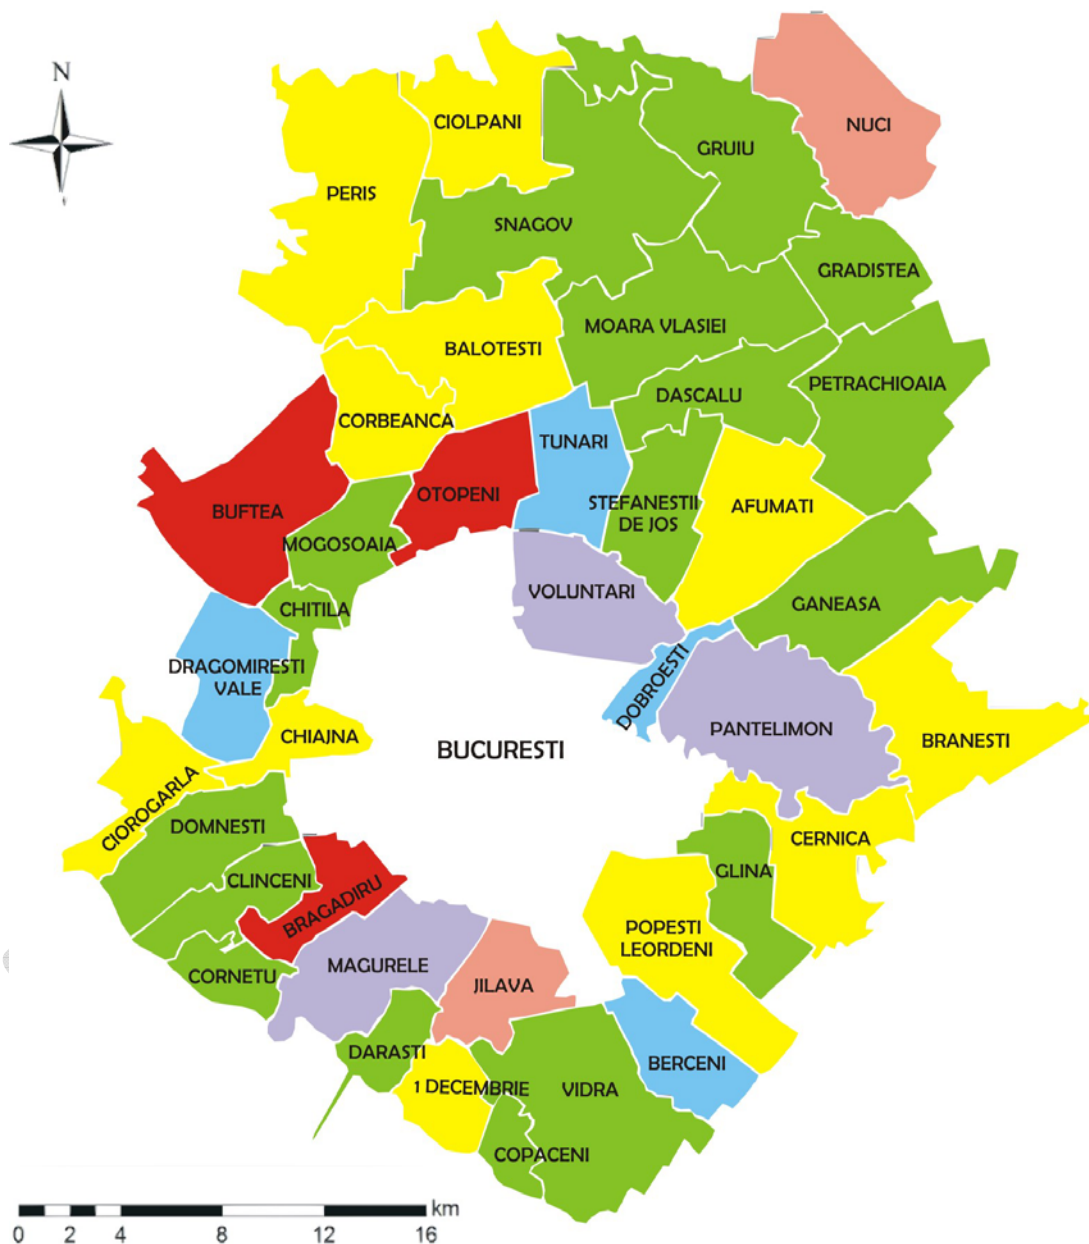 N
CIOLPANI
NUCI
GRUIU
PERIS
SNAGOV
GRADISTEA
MOARA VLASIEI
BALOTESTI
PETRACHIOAIA
DASCALU
CORBEANCA
TUNARI
OTOPENI
STEFANESTII
DE JOS
AFUMATI
BUFTEA
MOGOSOAIA
VOLUNTARI
GANEASA
CHITILA
DRAGOMIRESTI
VALE
DOBROESTI
PANTELIMON
BRANESTI
CHIAJNA
BUCURESTI
CIOROGARLA
DOMNESTI
CERNICA
CLINCENI
GLINA
BRAGADIRU
POPESTI
LEORDENI
MAGURELE
CORNETU
JILAVA
DARASTI
BERCENI
1 DECEMBRIE
VIDRA
COPACENI
km
0 2 4 8 12 16